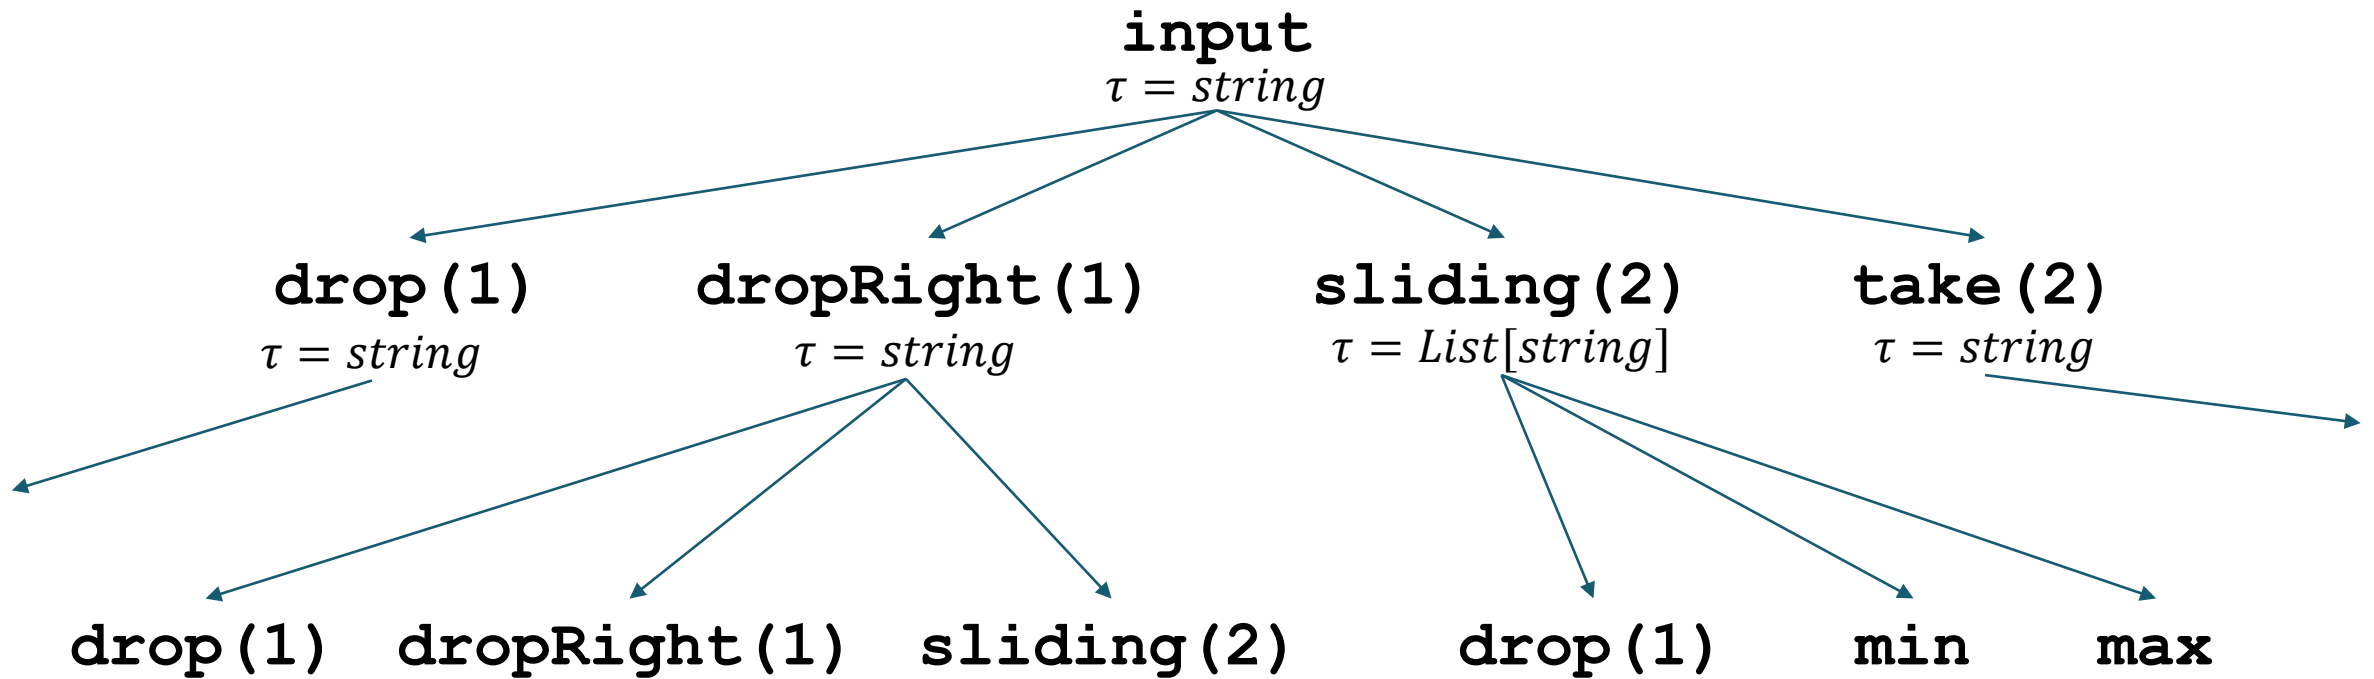 input
τ = string
drop(1) dropRight(1) sliding(2) take(2)
τ = string τ = string τ = List[string] τ = string
drop(1) dropRight(1) sliding(2) drop(1) min max